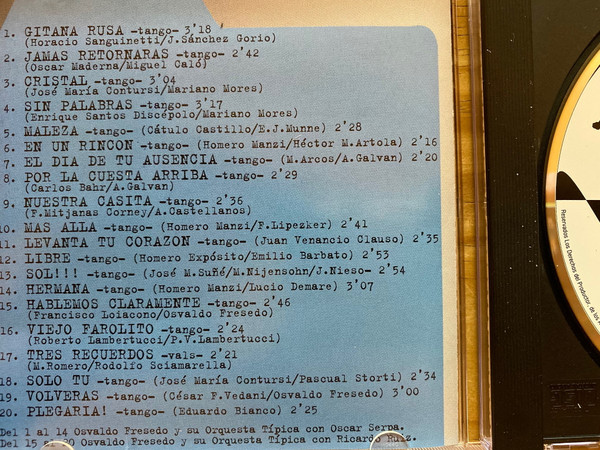 1. GITANA RUSA -tango- 3'18
(Horacio Sanguinetti/J.Sánchez Gorio)
2. JAMAS RETORNARAS -tango- 2'42
(Oscar Maderna/Miguel Caló)
3. CRISTAL -tango- 3'04
(José María Contursi/Mariano Mores)
4. SIN PALABRAS -tango- 3'17
(Enrique Santos Discépolo/Mariano Mores)
5. MALEZA -tango- (Cátulo Castillo/E.J.Munne) 2'28
6. EN UN RINCON -tango- (Homero Manzi/Héctor M.Artola) 2'16
7. EL DIA DE TU AUSENCIA -tango- (M.Arcos/A.Galvan) 2'20
8. POR LA CUESTA ARRIBA -tango- 2'29
(Carlos Bahr/A.Galvan)
9. NUESTRA CASITA -tango- 2'36
(F.Mitjanas Corney/A.Castellanos)
10. MAS ALLA -tango- (Homero Manzi/F.Lipezker) 2'41
11. LEVANTA TU CORAZON -tango- (Juan Venancio Clauso) 2'35
12. LIBRE -tango- (Homero Expósito/Emilio Barbato) 2'53
13. SOL!!! -tango- (José M.Suñé/M.Nijensohn/J.Nieso- 2'54
14. HERMANA -tango- (Homero Manzi/Lucio Demare) 3'07
15. HABLEMOS CLARAMENTE -tango- 2'46
(Francisco Loiacono/Osvaldo Fresedo)
16. VIEJO FAROLITO -tango- 2'24
(Roberto Lambertucci/P.V.Lambertucci)
17. TRES RECUERDOS -vals- 2'21
(M.Romero/Rodolfo Sciamarella)
18. SOLO TU -tango- (José María Contursi/Pascual Storti) 2'34
19. VOLVERAS -tango- (César F.Vedani/Osvaldo Fresedo) 3'00
20. PLEGARIA! -tango- (Eduardo Bianco) 2'25
Del 1 al 14 Osvaldo Fresedo y su Orquesta Típica con Oscar Serpa.
Del 15 al 20 Osvaldo Fresedo y su Orquesta Típica con Ricardo Ruiz.
Reservados Los Derechos del Productor, de los